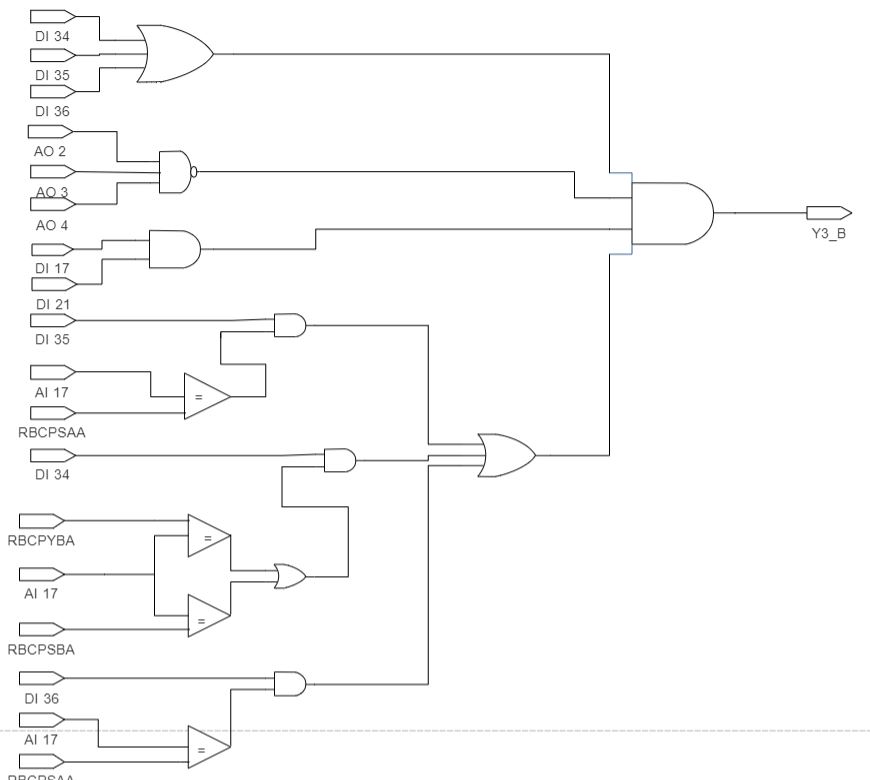 DI 34
DI 35
DI 36
AO 2
AO 3
AO 4
DI 17
DI 21
DI 35
AI 17
=
RBCPSAA
DI 34
RBCPYBA
=
AI 17
=
RBCPSBA
DI 36
AI 17
=
RBCPSAA
Y3_B